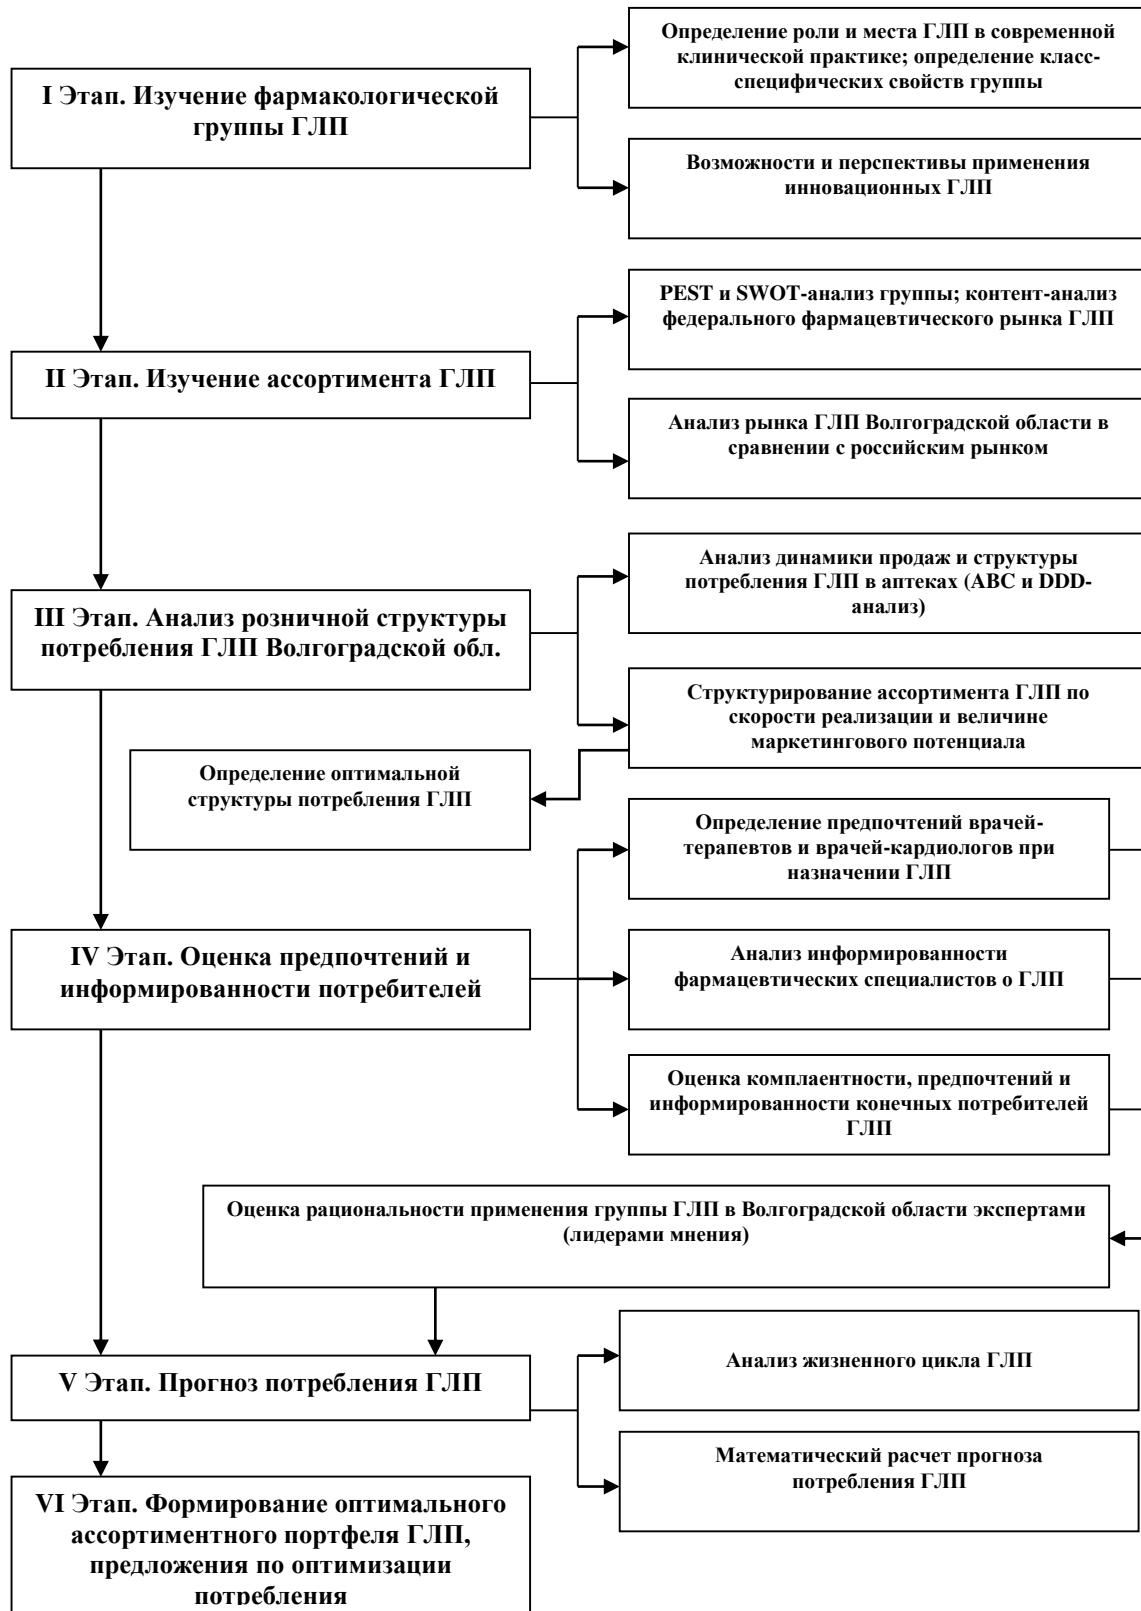 Определение роли и места ГЛП в современной
клинической практике; определение класс-
специфических свойств группы
I Этап. Изучение фармакологической
группы ГЛП
Возможности и перспективы применения
инновационных ГЛП
PEST и SWOT-анализ группы; контент-анализ
федерального фармацевтического рынка ГЛП
II Этап. Изучение ассортимента ГЛП
Анализ рынка ГЛП Волгоградской области в
сравнении с российским рынком
Анализ динамики продаж и структуры
потребления ГЛП в аптеках (ABC и DDD-
анализ)
III Этап. Анализ розничной структуры
потребления ГЛП Волгоградской обл.
Структурирование ассортимента ГЛП по
скорости реализации и величине
маркетингового потенциала
Определение оптимальной
структуры потребления ГЛП
Определение предпочтений врачей-
терапевтов и врачей-кардиологов при
назначении ГЛП
IV Этап. Оценка предпочтений и
информированности потребителей
Анализ информированности
фармацевтических специалистов о ГЛП
Оценка комплаентности, предпочтений и
информированности конечных потребителей
ГЛП
Оценка рациональности применения группы ГЛП в Волгоградской области экспертами
(лидерами мнения)
V Этап. Прогноз потребления ГЛП
Анализ жизненного цикла ГЛП
Математический расчет прогноза
потребления ГЛП
VI Этап. Формирование оптимального
ассортиментного портфеля ГЛП,
предложения по оптимизации
потребления